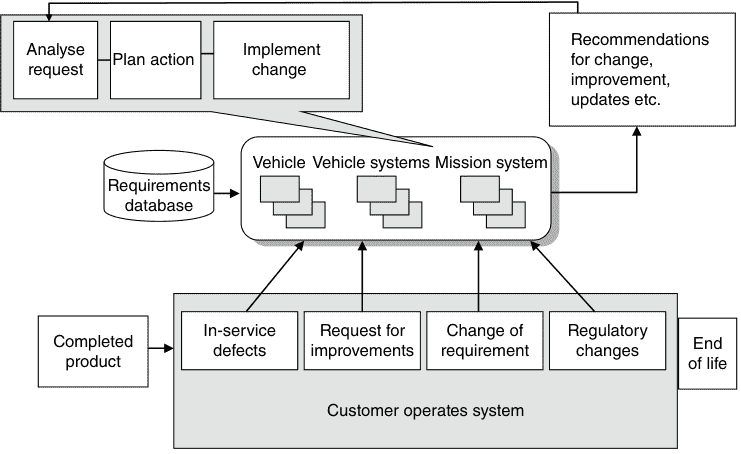 Analyse
request
Plan action
Implement
change
Recommendations
for change,
improvement,
updates etc.
Vehicle Vehicle systems Mission system
Requirements
database
Completed
product
In-service
defects
Request for
improvements
Change of
requirement
Regulatory
changes
End
of life
Customer operates system